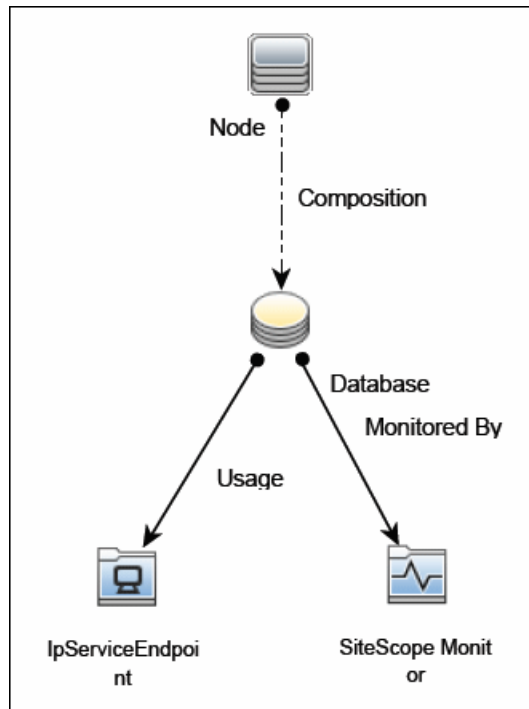 Node
Composition
Database
Monitored By
Usage
IpServiceEndpoi
nt
SiteScope Monit
or